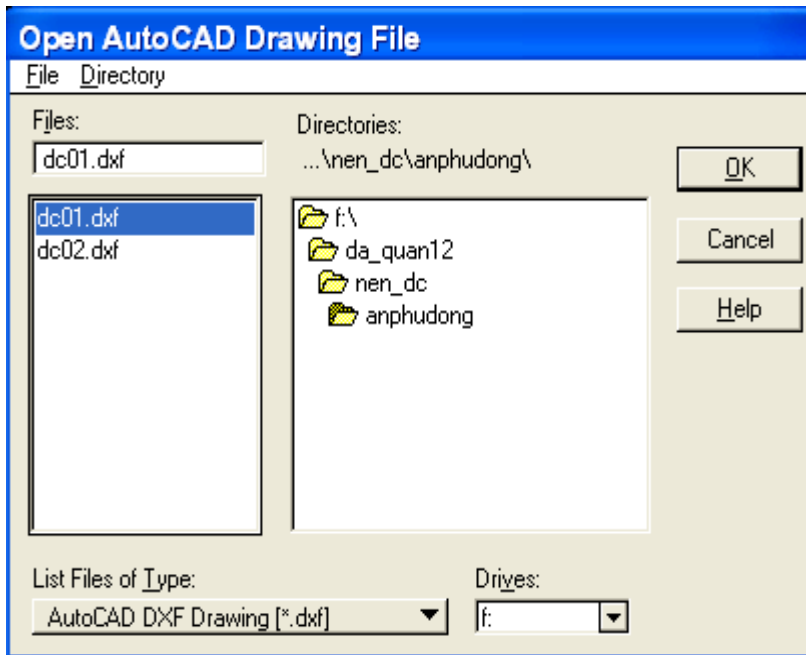 Open AutoCAD Drawing File
File Directory
Files:
dc01.dxf
dc01.dxf
dc02.dxf
Directories:
...\nen_dc\anphudong\
f:\
da_quan12
nen_dc
anphudong
OK
Cancel
Help
List Files of Type:
AutoCAD DXF Drawing [*.dxf]
Drives:
f: